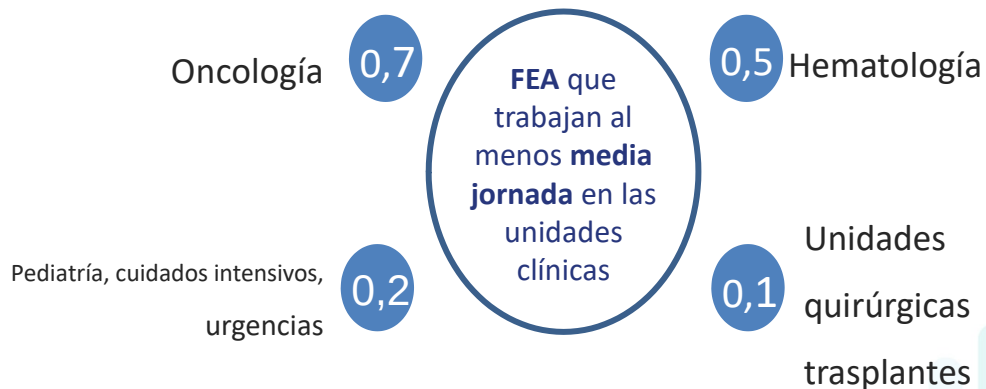 Oncología
0,7
FEA que
trabajan al
menos media
jornada en las
unidades
clínicas
0,5
Hematología
Pediatría, cuidados intensivos,
urgencias
0,2
0,1
Unidades
quirúrgicas
trasplantes